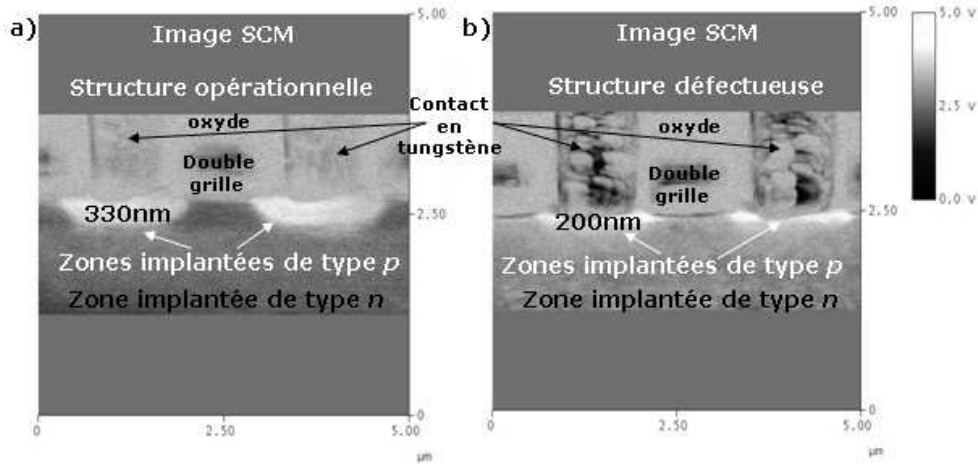 a)
Image SCM
Structure opérationnelle
oxyde
Double
grille
330nm
Zones implantées de type p
Zone implantée de type n
5.00
2.50
0
0
2.50
5.00
µm
Contact
en
tungstène
b)
Image SCM
Structure défectueuse
oxyde
Double
grille
200nm
Zones implantées de type p
Zone implantée de type n
5.00
2.50
0
0
2.50
5.00
µm
5.0 v
2.5 v
0.0 v